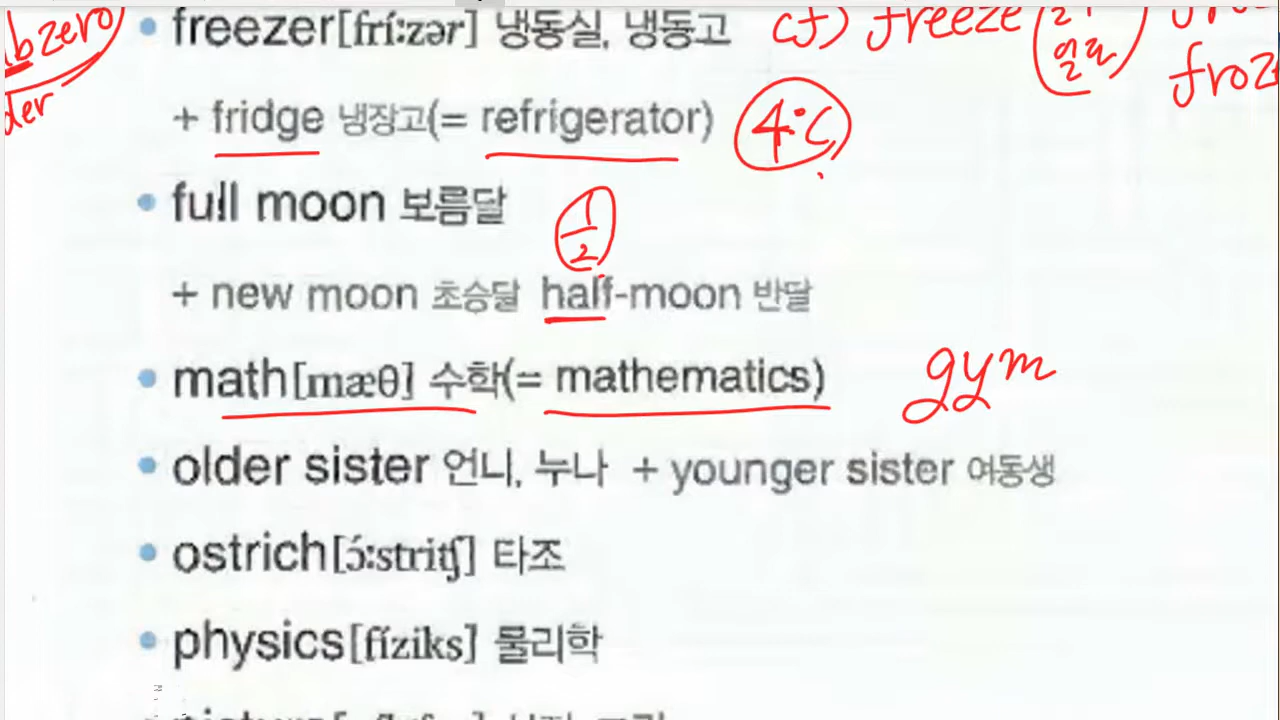 bzero
der
• freezer[fríːzər] 냉동실, 냉동고 cf) freeze
얼다
froz
+ fridge 냉장고(= refrigerator) 4°C
• full moon 보름달
1/2
+ new moon 초승달 half-moon 반달
• math[mæθ] 수학(= mathematics) gym
• older sister 언니, 누나 + younger sister 여동생
• ostrich[ɔ́ːstritʃ] 타조
• physics[fíziks] 물리학